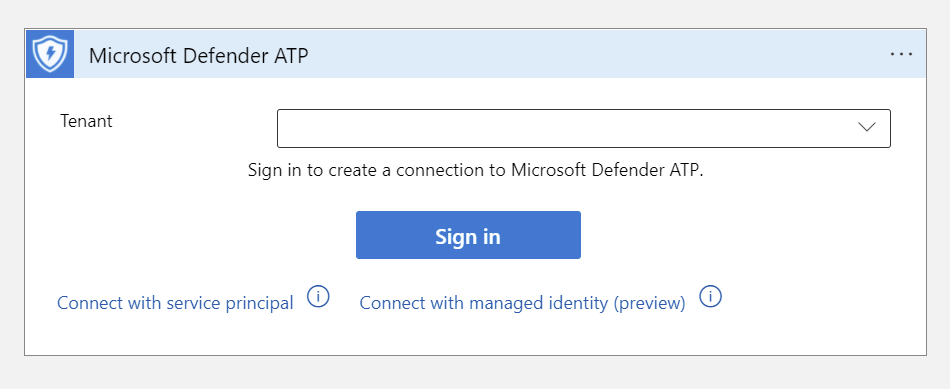 Microsoft Defender ATP
Tenant
Sign in to create a connection to Microsoft Defender ATP.
Sign in
Connect with service principal
Connect with managed identity (preview)